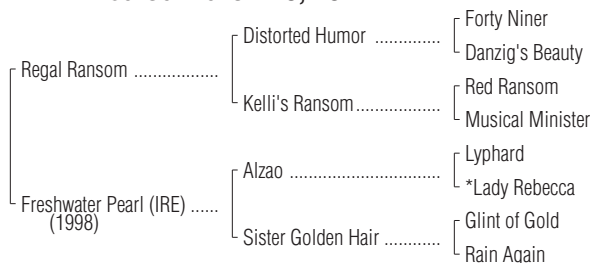 Forty Niner
Distorted Humor ................
Danzig's Beauty
Regal Ransom .................
Red Ransom
Kelli's Ransom.................
Musical Minister
Lyphard
Alzao ..............................
*Lady Rebecca
Freshwater Pearl (IRE) ......
(1998)
Glint of Gold
Sister Golden Hair ............
Rain Again